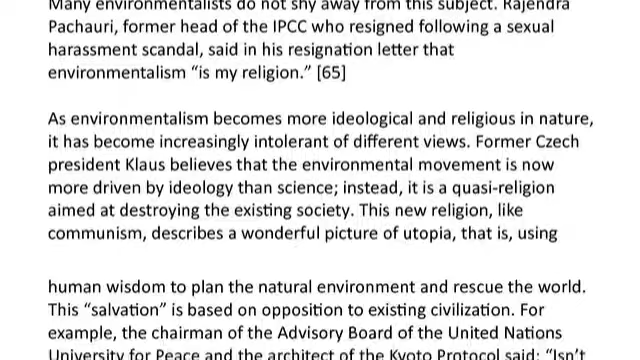 Many environmentalists do not shy away from this subject. Rajendra
Pachauri, former head of the IPCC who resigned following a sexual
harassment scandal, said in his resignation letter that
environmentalism “is my religion.” [65]
As environmentalism becomes more ideological and religious in nature,
it has become increasingly intolerant of different views. Former Czech
president Klaus believes that the environmental movement is now
more driven by ideology than science; instead, it is a quasi-religion
aimed at destroying the existing society. This new religion, like
communism, describes a wonderful picture of utopia, that is, using
human wisdom to plan the natural environment and rescue the world.
This “salvation” is based on opposition to existing civilization. For
example, the chairman of the Advisory Board of the United Nations
University for Peace and the architect of the Kyoto Protocol said: “Isn’t